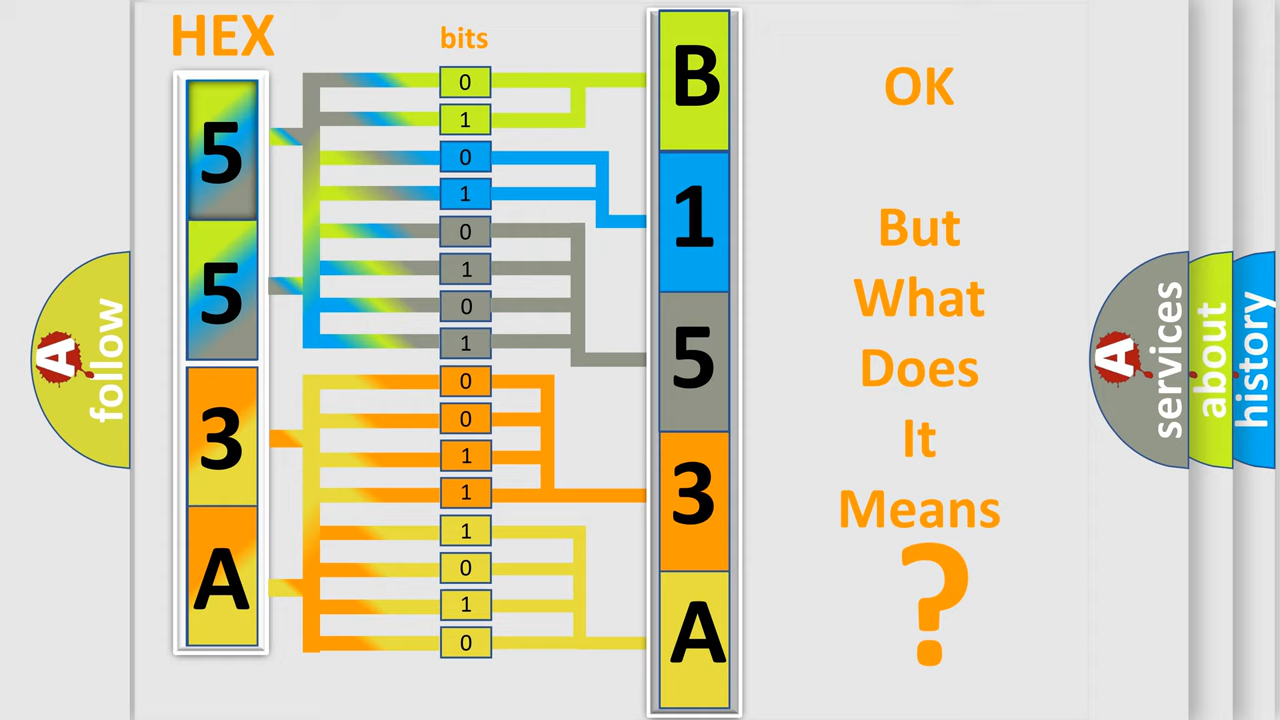 HEX
bits
5
5
3
A
0
1
0
1
0
1
0
1
0
0
1
1
1
0
1
0
B
1
5
3
A
OK
But
What
Does
It
Means
?
A
follow
A
services
about
history